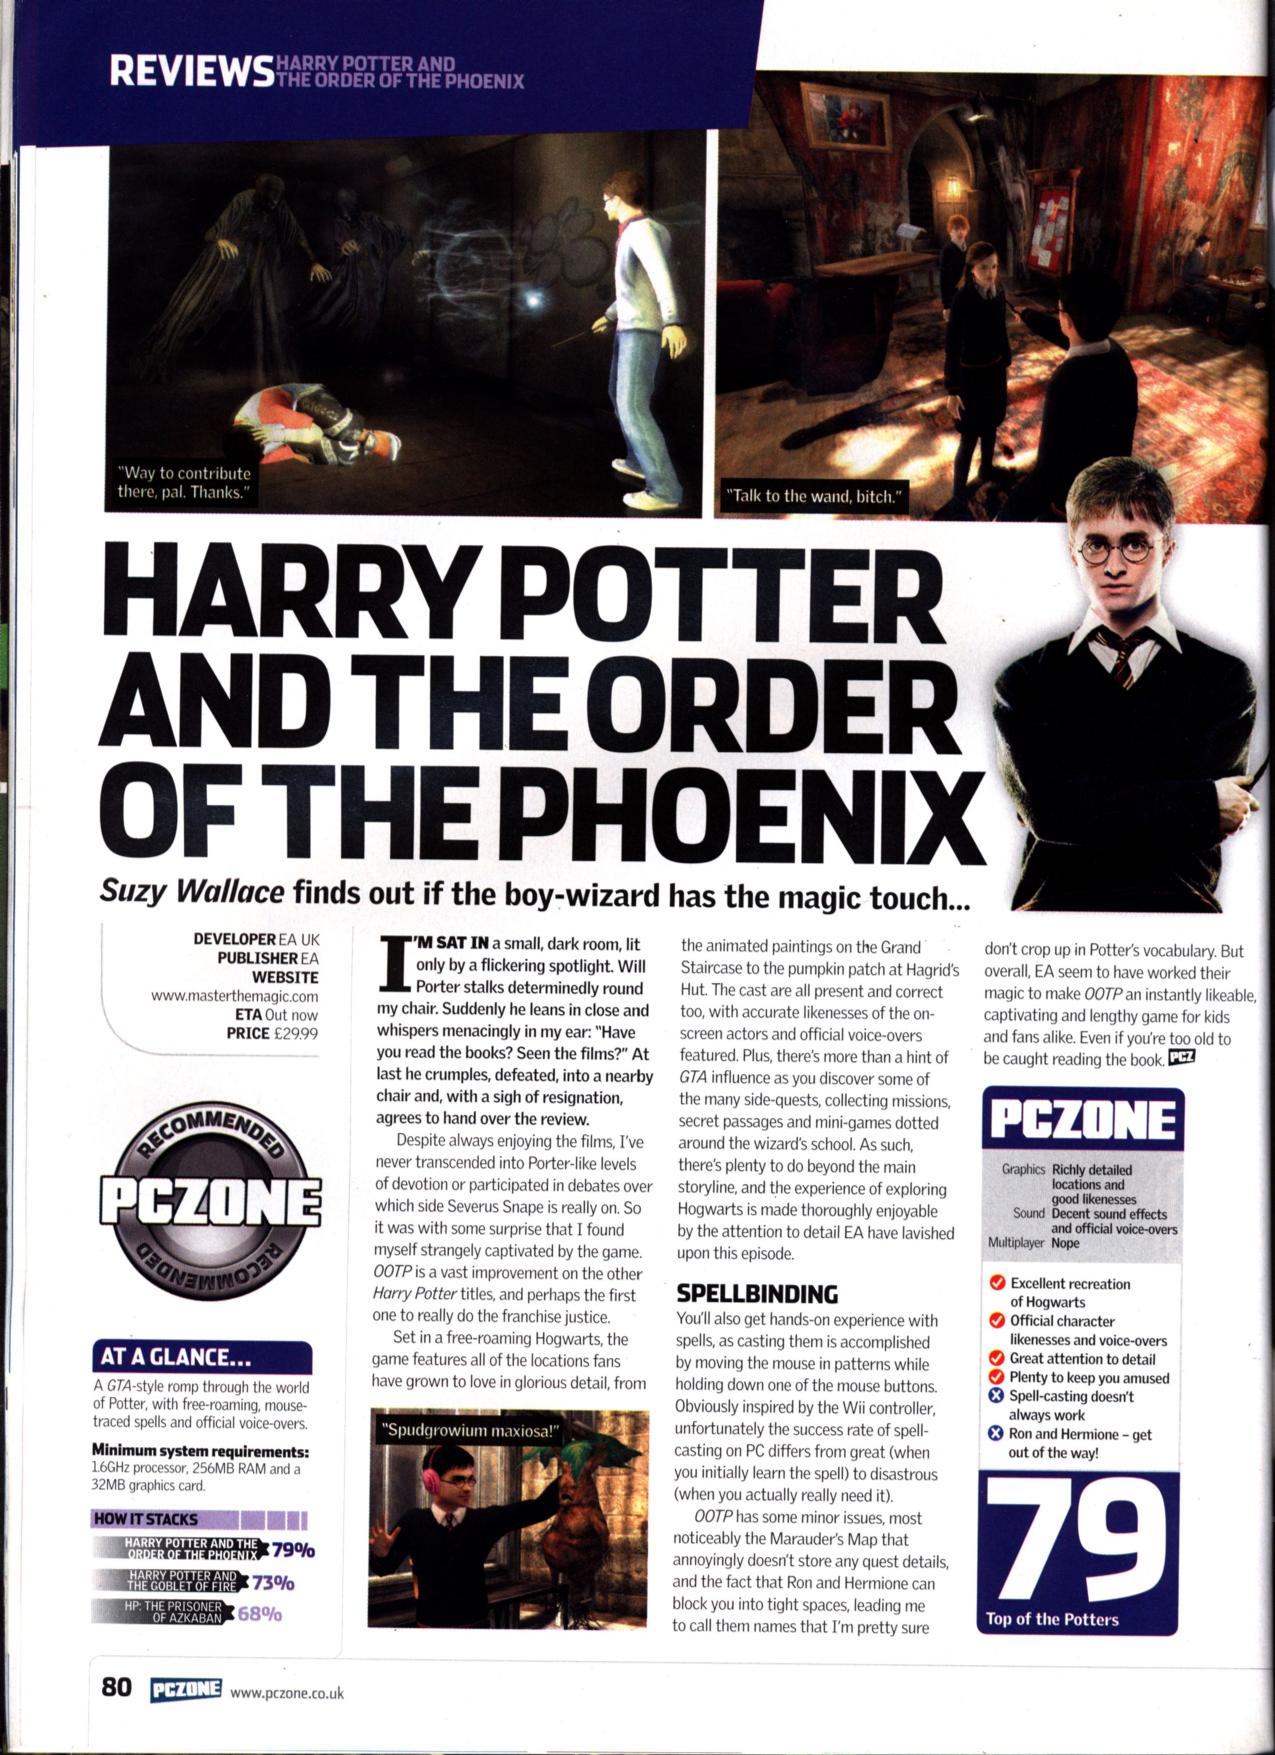 REVIEWS HARRY POTTER AND
THE ORDER OF THE PHOENIX
"Way to contribute
there, pal. Thanks."
"Talk to the wand, bitch."
HARRY POTTER
AND THE ORDER
OF THE PHOENIX
Suzy Wallace finds out if the boy-wizard has the magic touch...
DEVELOPER EA UK
PUBLISHER EA
WEBSITE
www.masterthemagic.com
ETA Out now
PRICE £29.99
RECOMMENDED
PCZONE
RECOMMENDED
AT A GLANCE...
A GTA-style romp through the world
of Potter, with free-roaming, mouse-
traced spells and official voice-overs.
Minimum system requirements:
1.6GHz processor, 256MB RAM and a
32MB graphics card.
HOW IT STACKS
HARRY POTTER AND THE
ORDER OF THE PHOENIX 79%
HARRY POTTER AND
THE GOBLET OF FIRE 73%
HP: THE PRISONER
OF AZKABAN 68%
I'M SAT IN a small, dark room, lit
only by a flickering spotlight. Will
Porter stalks determinedly round
my chair. Suddenly he leans in close and
whispers menacingly in my ear: "Have
you read the books? Seen the films?" At
last he crumples, defeated, into a nearby
chair and, with a sigh of resignation,
agrees to hand over the review.
Despite always enjoying the films, I've
never transcended into Porter-like levels
of devotion or participated in debates over
which side Severus Snape is really on. So
it was with some surprise that I found
myself strangely captivated by the game.
OOTP is a vast improvement on the other
Harry Potter titles, and perhaps the first
one to really do the franchise justice.
Set in a free-roaming Hogwarts, the
game features all of the locations fans
have grown to love in glorious detail, from
"Spudgrowium maxiosa!"
the animated paintings on the Grand
Staircase to the pumpkin patch at Hagrid's
Hut. The cast are all present and correct
too, with accurate likenesses of the on-
screen actors and official voice-overs
featured. Plus, there's more than a hint of
GTA influence as you discover some of
the many side-quests, collecting missions,
secret passages and mini-games dotted
around the wizard's school. As such,
there's plenty to do beyond the main
storyline, and the experience of exploring
Hogwarts is made thoroughly enjoyable
by the attention to detail EA have lavished
upon this episode.
SPELLBINDING
You'll also get hands-on experience with
spells, as casting them is accomplished
by moving the mouse in patterns while
holding down one of the mouse buttons.
Obviously inspired by the Wii controller,
unfortunately the success rate of spell-
casting on PC differs from great (when
you initially learn the spell) to disastrous
(when you actually really need it).
OOTP has some minor issues, most
noticeably the Marauder's Map that
annoyingly doesn't store any quest details,
and the fact that Ron and Hermione can
block you into tight spaces, leading me
to call them names that I'm pretty sure
don't crop up in Potter's vocabulary. But
overall, EA seem to have worked their
magic to make OOTP an instantly likeable,
captivating and lengthy game for kids
and fans alike. Even if you're too old to
be caught reading the book. PCZ
PCZONE
Graphics Richly detailed
locations and
good likenesses
Sound Decent sound effects
and official voice-overs
Multiplayer Nope
Excellent recreation
of Hogwarts
Official character
likenesses and voice-overs
Great attention to detail
Plenty to keep you amused
Spell-casting doesn't
always work
Ron and Hermione – get
out of the way!
79
Top of the Potters
80 PCZONE www.pczone.co.uk